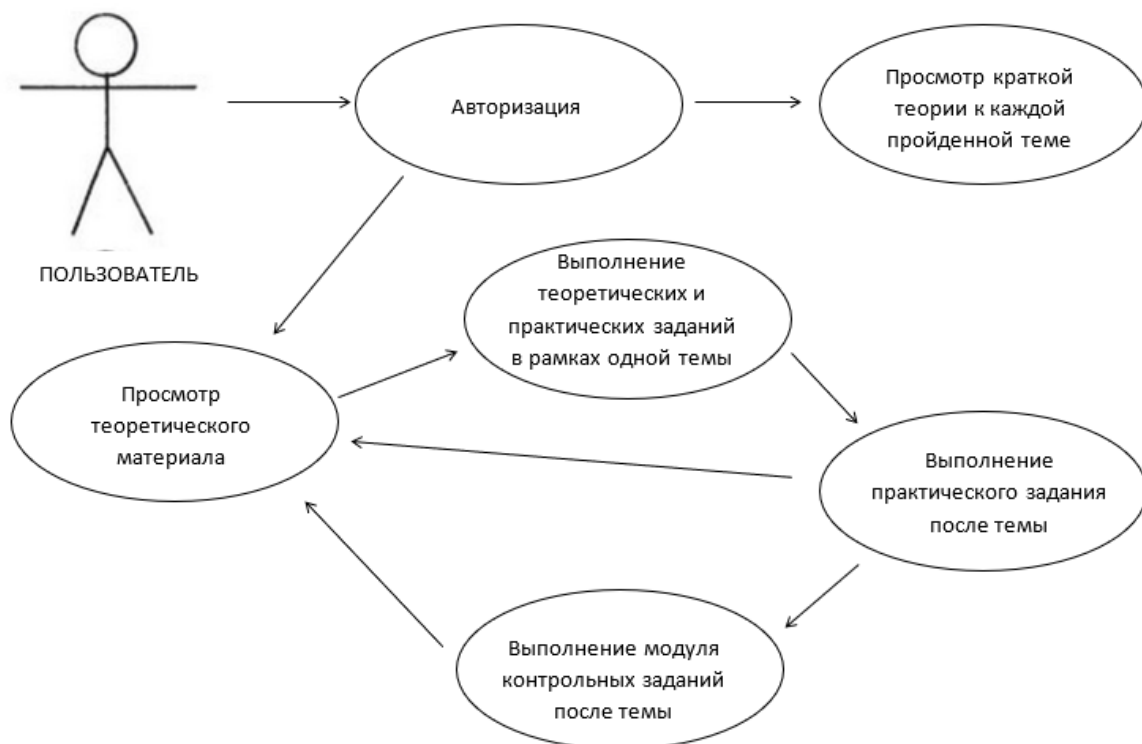 Авторизация
Просмотр краткой
теории к каждой
пройденной теме
ПОЛЬЗОВАТЕЛЬ
Выполнение
теоретических и
практических заданий
в рамках одной темы
Просмотр
теоретического
материала
Выполнение
практического задания
после темы
Выполнение модуля
контрольных заданий
после темы